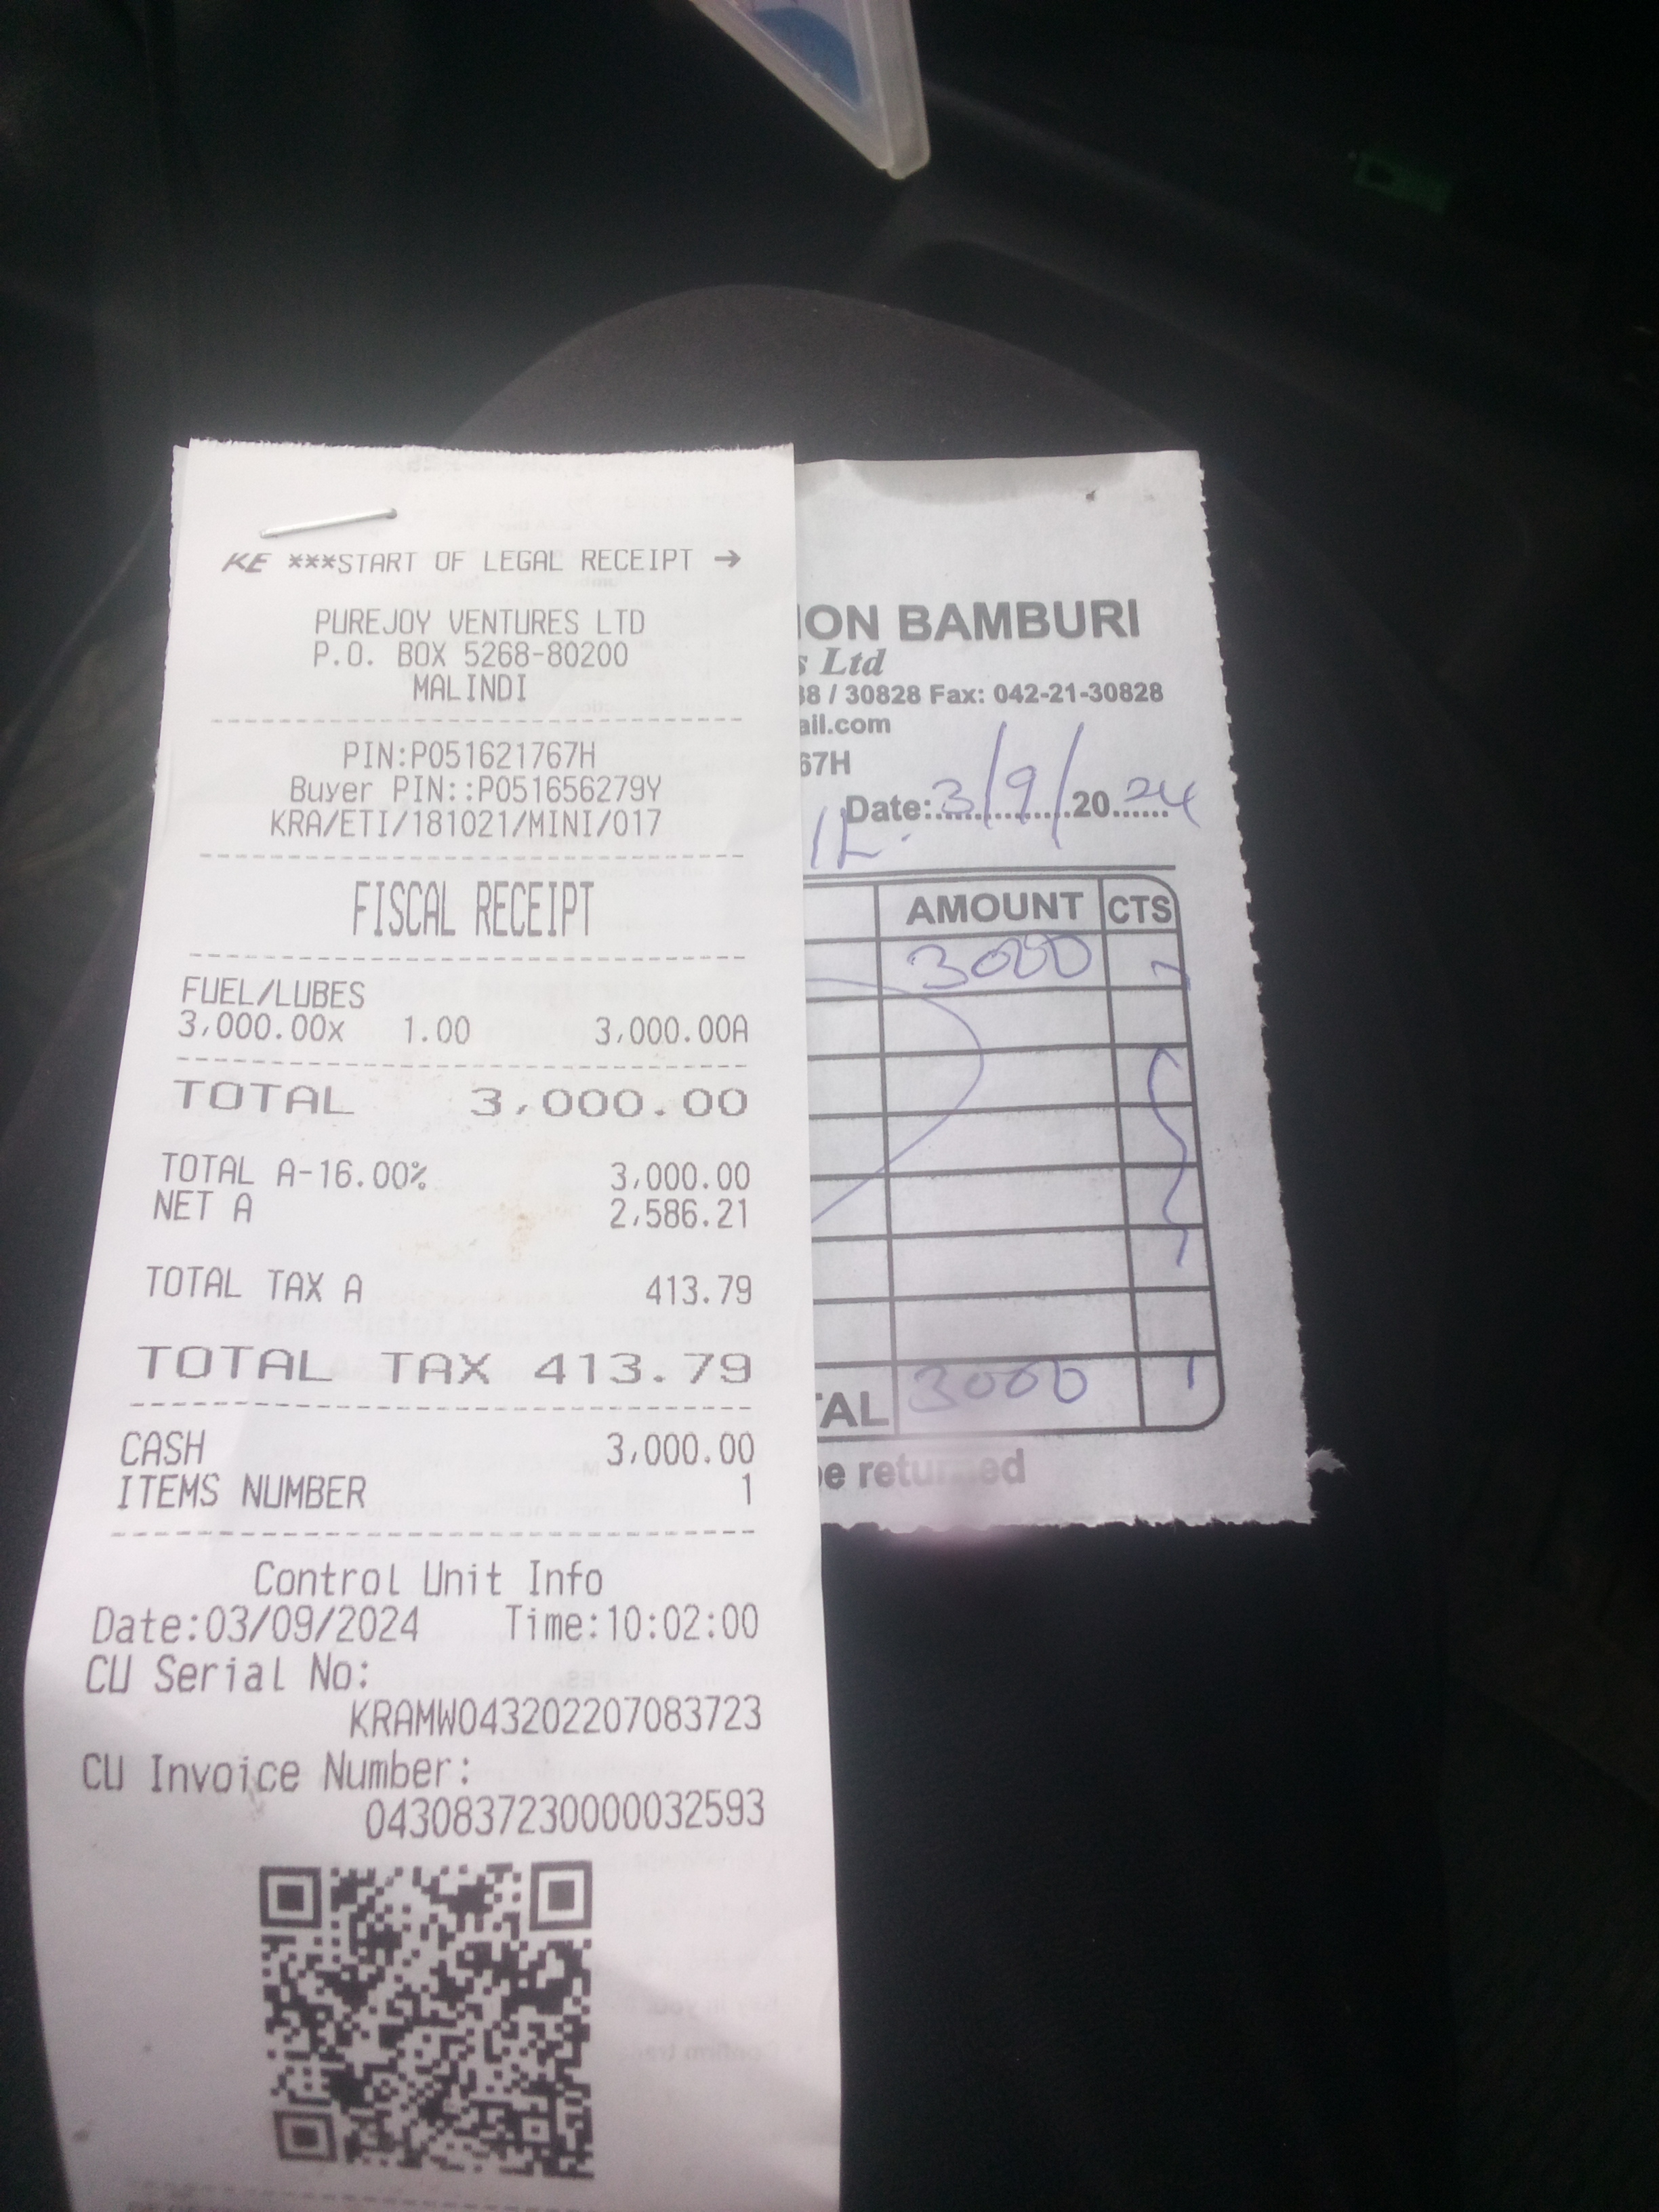 KE ***START OF LEGAL RECEIPT →
PUREJOY VENTURES LTD
P.O. BOX 5268-80200
MALINDI
PIN:P051621767H
Buyer PIN::P051656279Y
KRA/ETI/181021/MINI/017
FISCAL RECEIPT
FUEL/LUBES
3,000.00x 1.00 3,000.00A
TOTAL 3,000.00
TOTAL A-16.00% 3,000.00
NET A 2,586.21
TOTAL TAX A 413.79
TOTAL TAX 413.79
CASH 3,000.00
ITEMS NUMBER 1
Control Unit Info
Date:03/09/2024 Time:10:02:00
CU Serial No:
KRAMW043202207083723
CU Invoice Number:
0430837230000032593
ION BAMBURI
s Ltd
38 / 30828 Fax: 042-21-30828
ail.com
67H
Date:3/9/2024
AMOUNT CTS
3000
TAL 3000
be returned